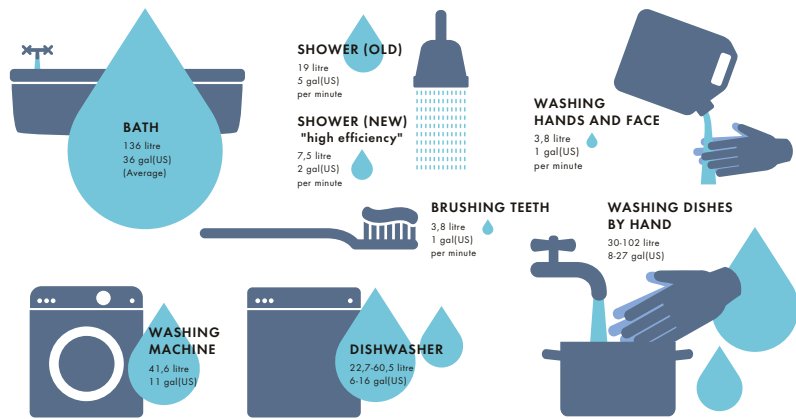 BATH
136 litre
36 gal(US)
(Average)
SHOWER (OLD)
19 litre
5 gal(US)
per minute
SHOWER (NEW)
"high efficiency"
7,5 litre
2 gal(US)
per minute
WASHING
HANDS AND FACE
3,8 litre
1 gal(US)
per minute
BRUSHING TEETH
3,8 litre
1 gal(US)
per minute
WASHING DISHES
BY HAND
30-102 litre
8-27 gal(US)
WASHING
MACHINE
41,6 litre
11 gal(US)
DISHWASHER
22,7-60,5 litre
6-16 gal(US)